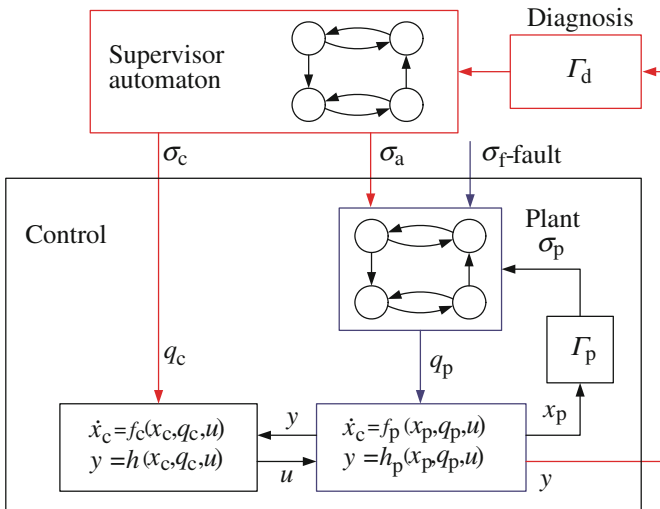 Diagnosis
Supervisor
automaton
Γd
σc
σa
σf-fault
Control
Plant
σp
qc
qp
Γp
xp
ẋc=fc(xc,qc,u)
y =h(xc,qc,u)
y
u
ẋc=fp(xp,qp,u)
y =hp(xp,qp,u)
y